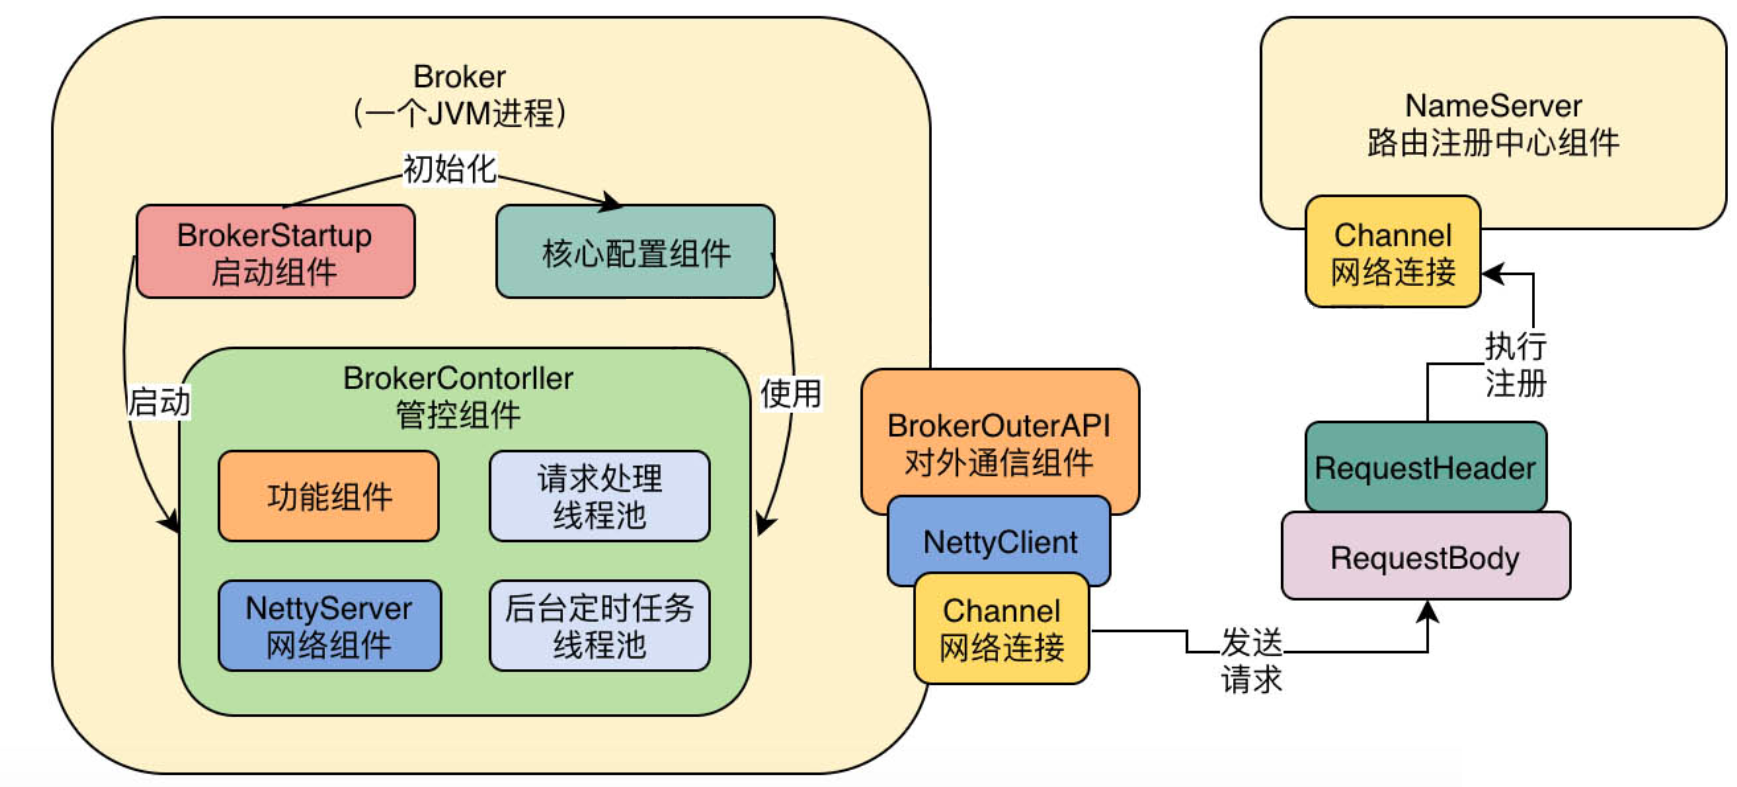 Broker
（一个JVM进程）
初始化
BrokerStartup
启动组件
核心配置组件
启动
使用
BrokerContorller
管控组件
功能组件
请求处理
线程池
NettyServer
网络组件
后台定时任务
线程池
BrokerOuterAPI
对外通信组件
NettyClient
Channel
网络连接
发送
请求
RequestHeader
RequestBody
执行
注册
NameServer
路由注册中心组件
Channel
网络连接